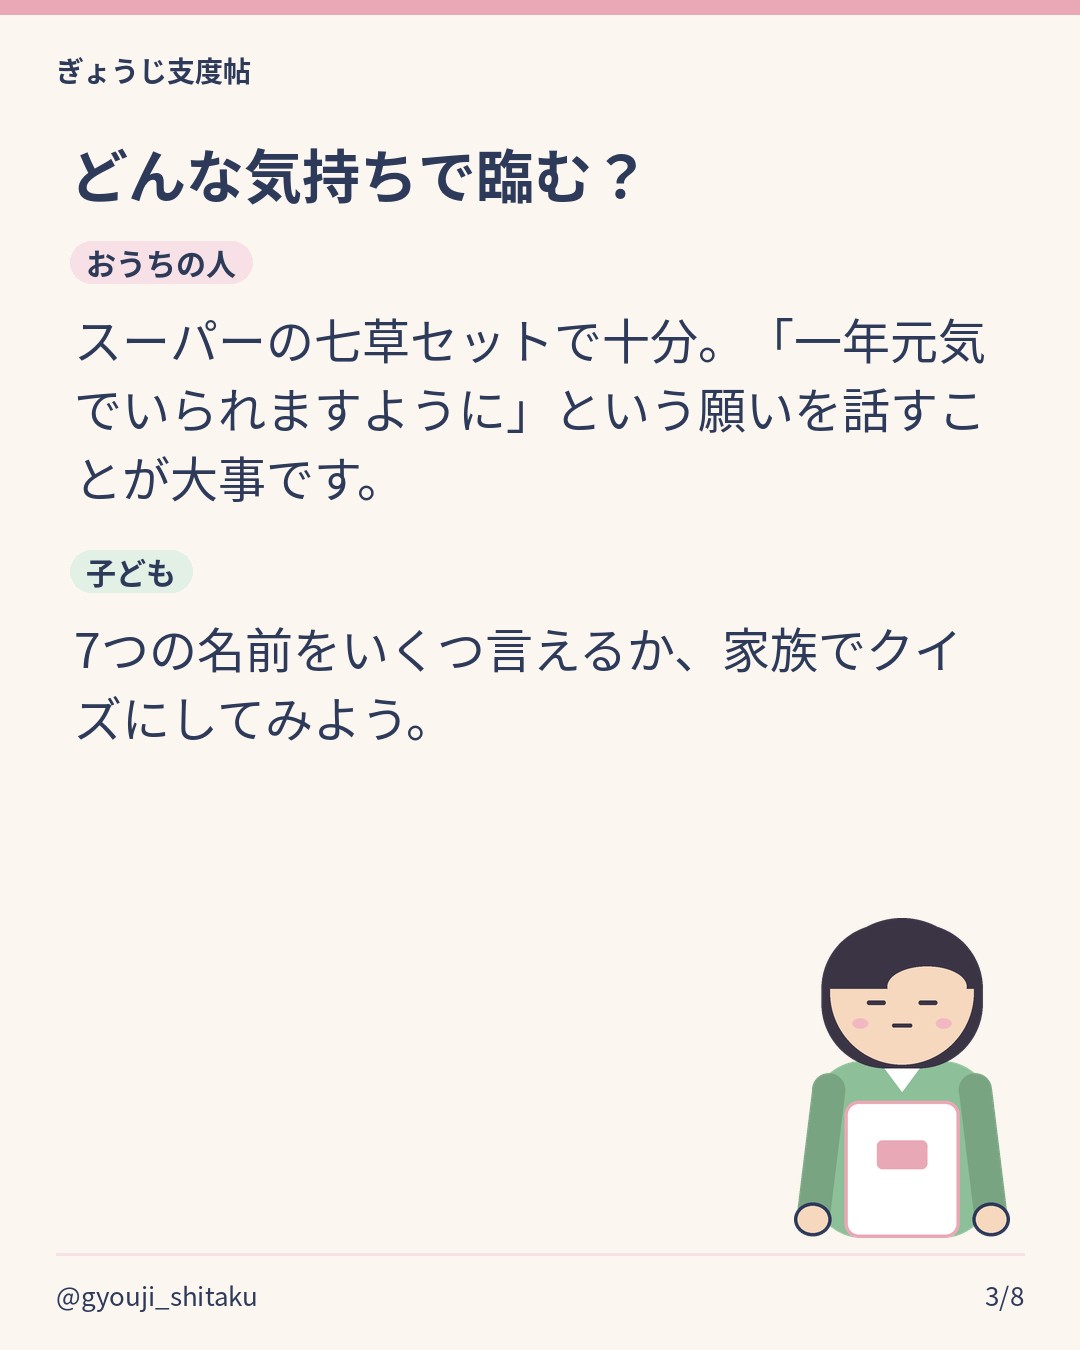 ぎょうじ支度帖
どんな気持ちで臨む？
おうちの人
スーパーの七草セットで十分。「一年元気
でいられますように」という願いを話すこ
とが大事です。
子ども
7つの名前をいくつ言えるか、家族でクイ
ズにしてみよう。
@gyouji_shitaku
3/8